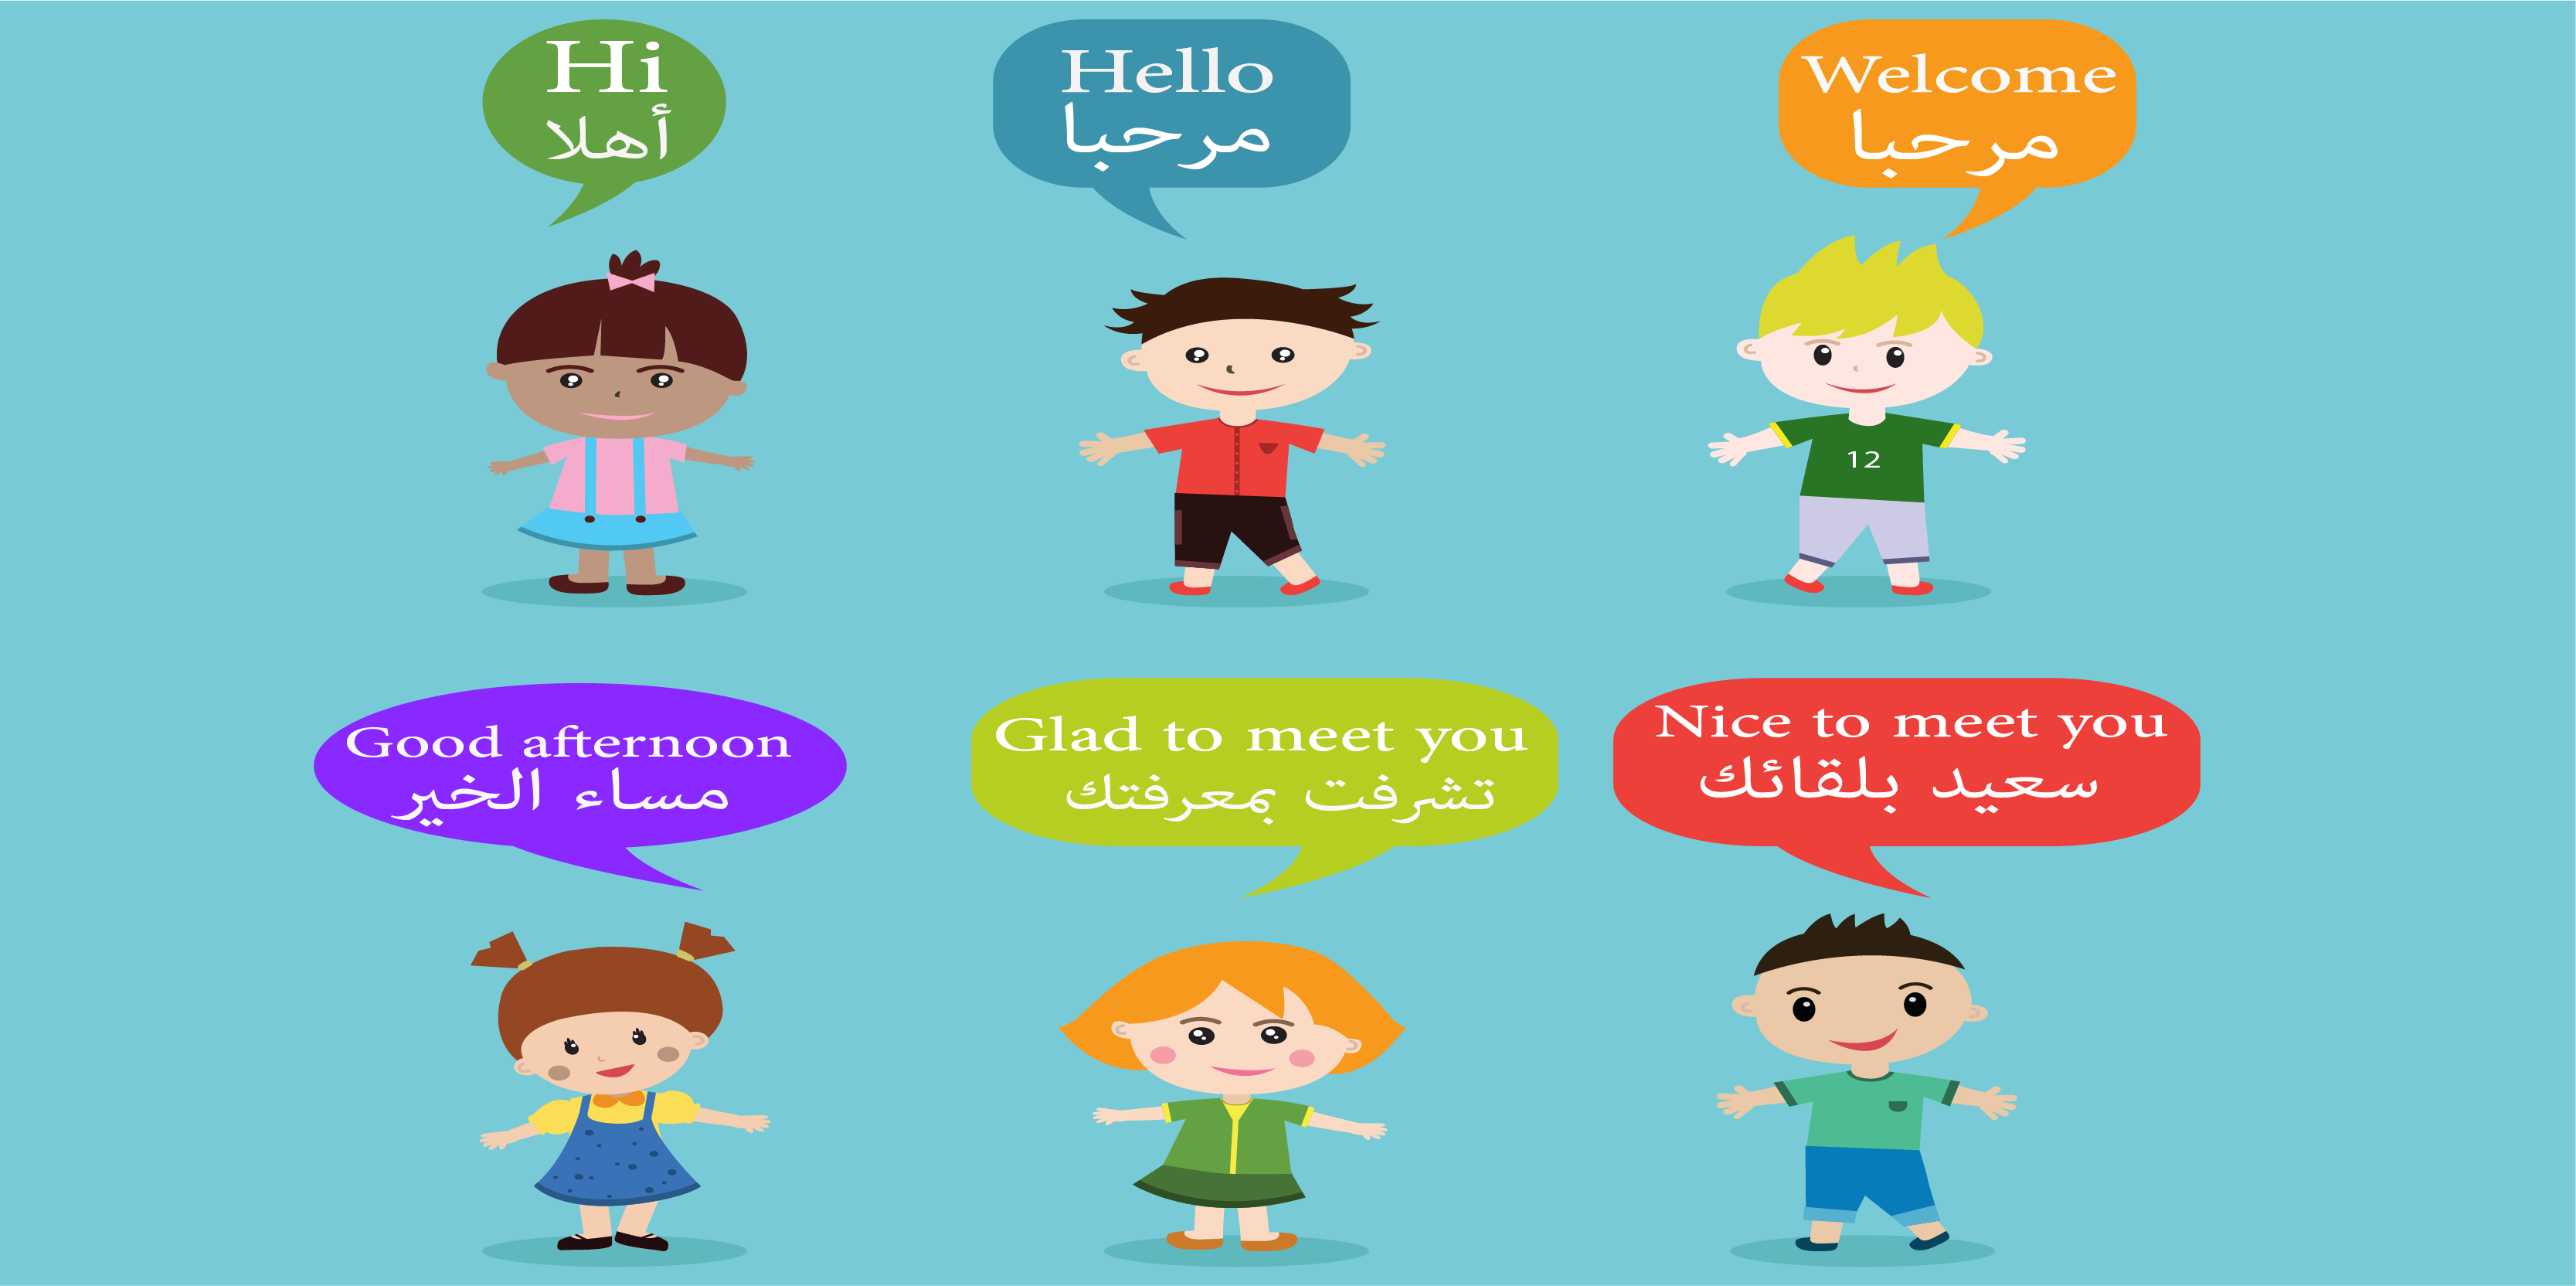 Hi
أهلا
Hello
مرحبا
Welcome
مرحبا
12
Good afternoon
مساء الخير
Glad to meet you
تشرفت بمعرفتك
Nice to meet you
سعيد بلقائك